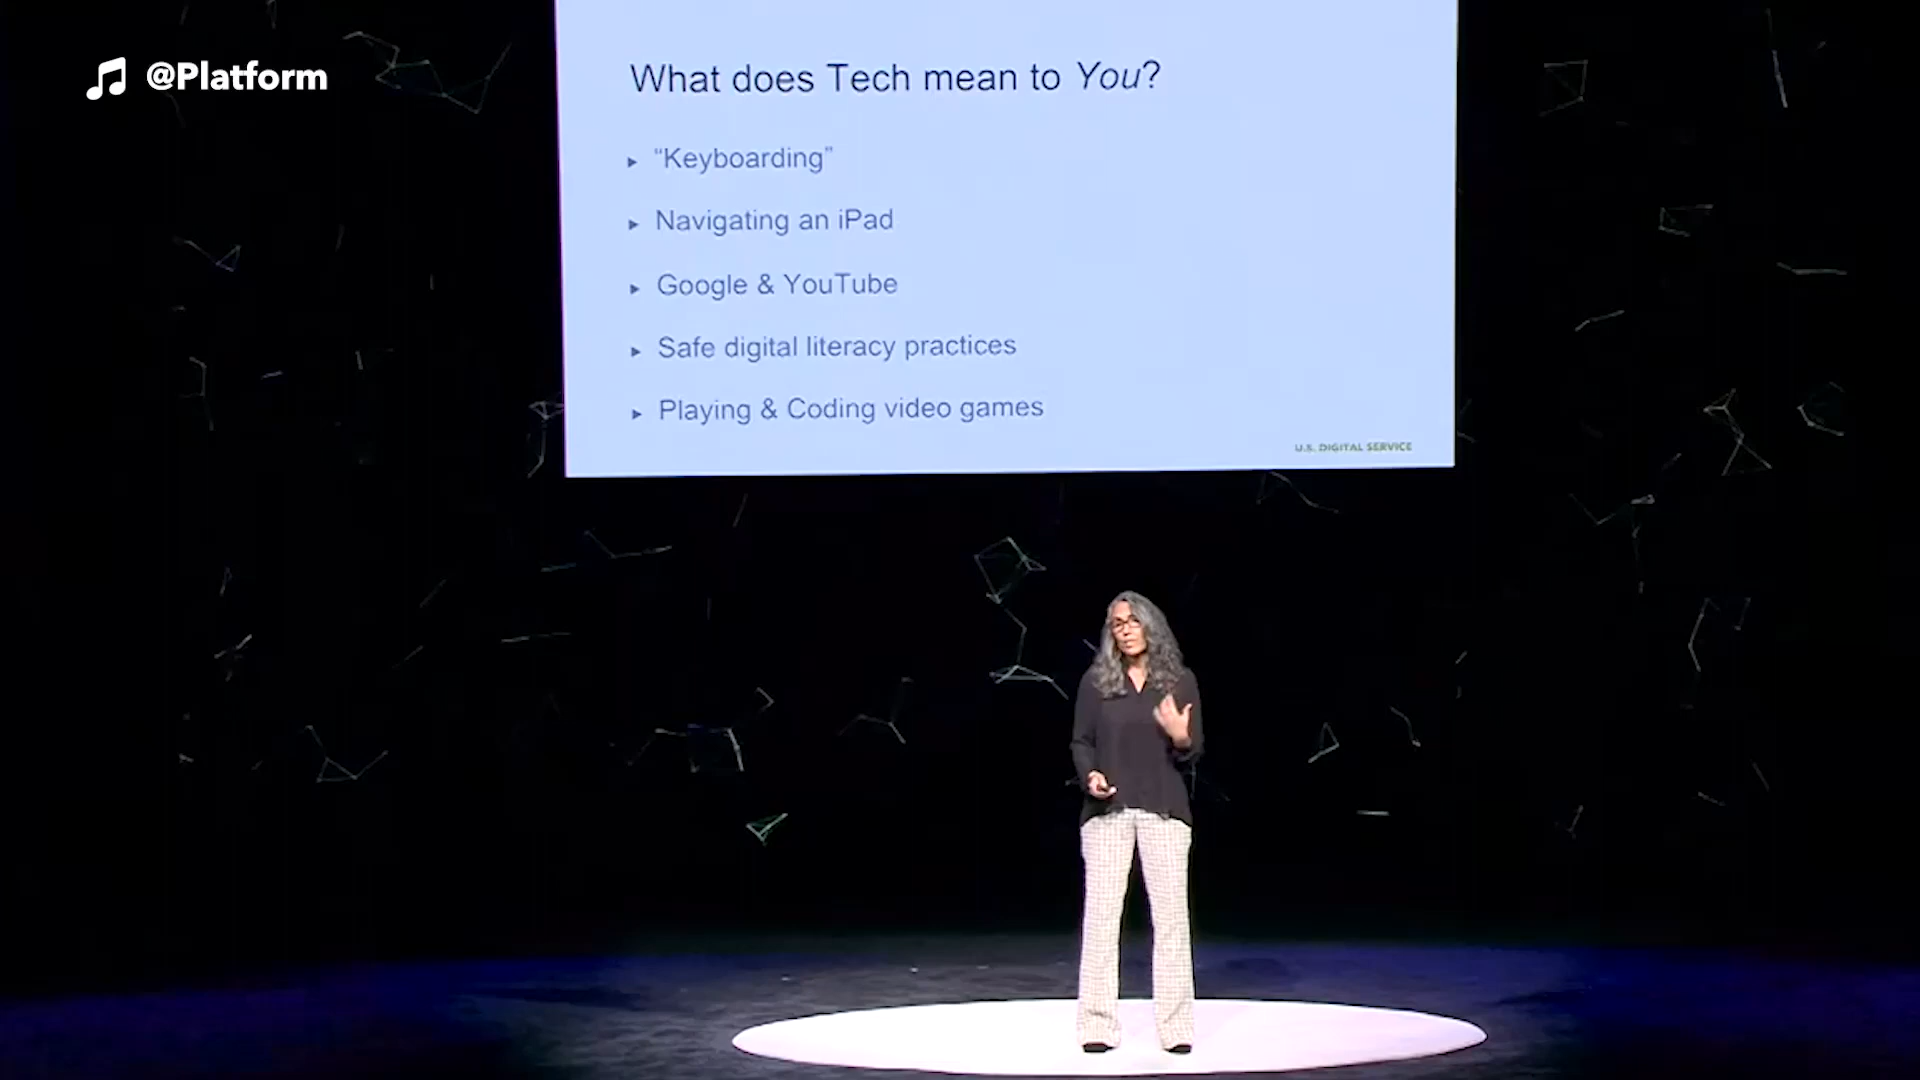 @Platform
What does Tech mean to You?
“Keyboarding”
Navigating an iPad
Google & YouTube
Safe digital literacy practices
Playing & Coding video games
U.S. DIGITAL SERVICE